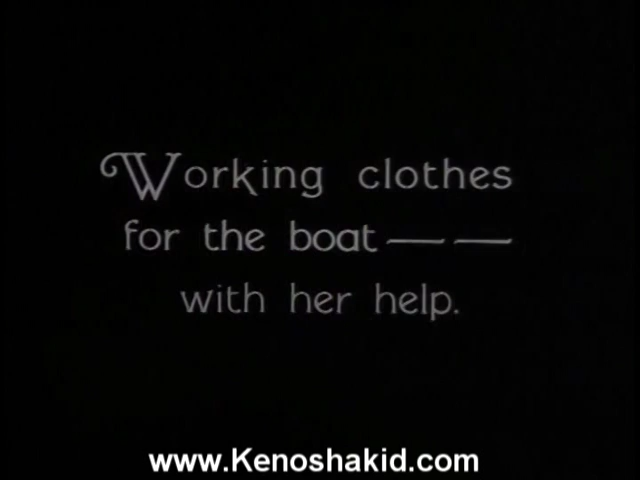 Working clothes
for the boat — —
with her help.
www.Kenoshakid.com